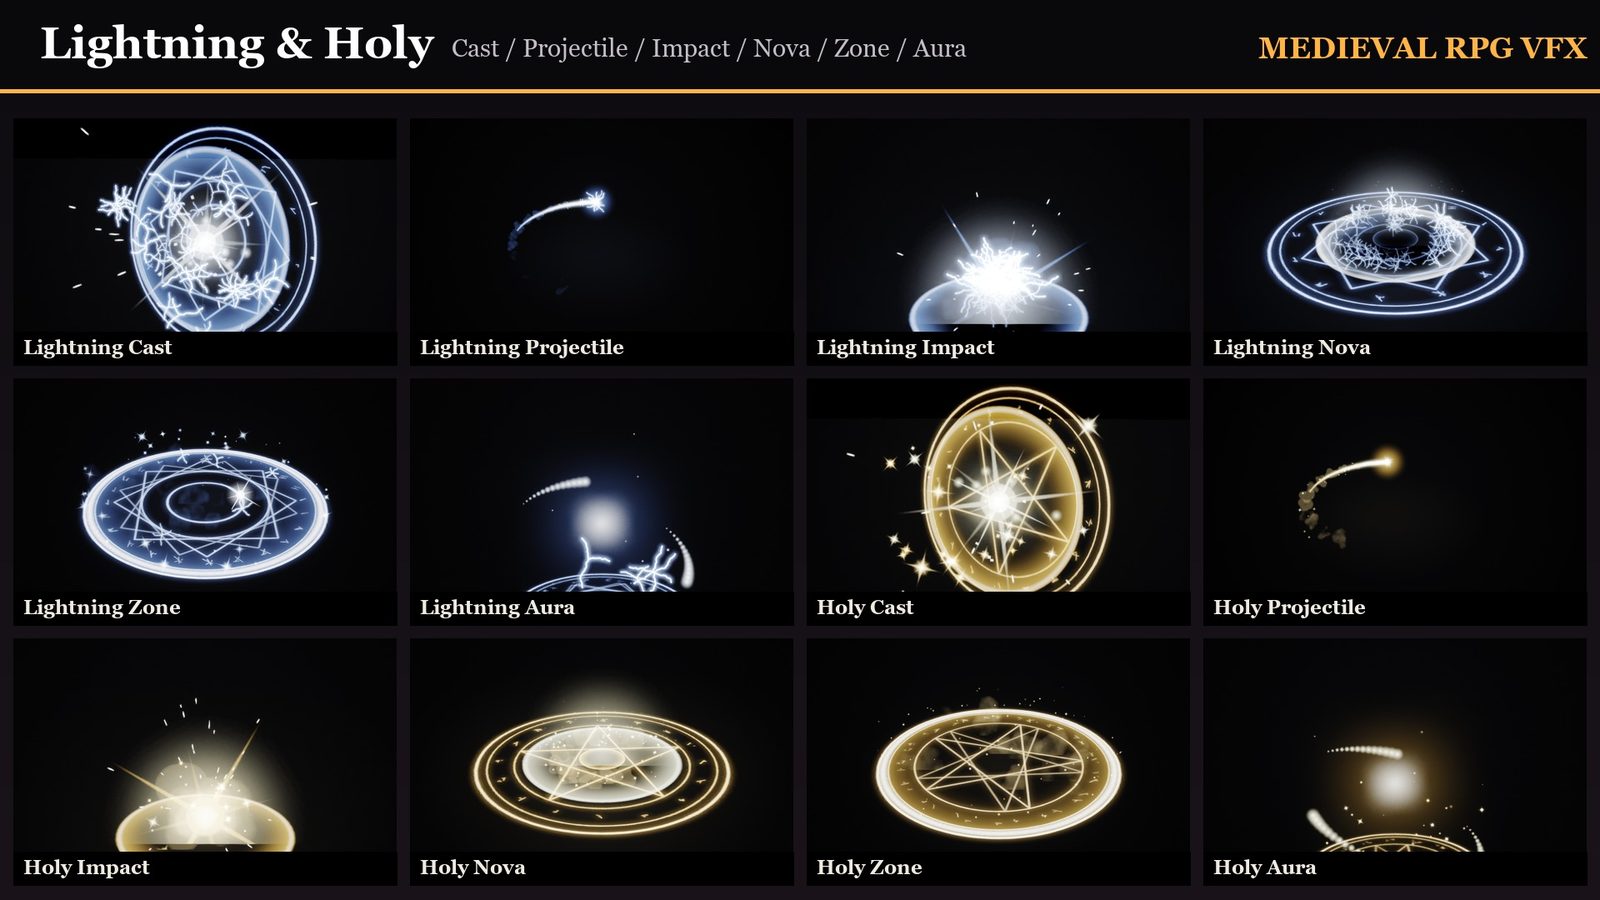 Lightning & Holy Cast / Projectile / Impact / Nova / Zone / Aura MEDIEVAL RPG VFX
Lightning Cast
Lightning Projectile
Lightning Impact
Lightning Nova
Lightning Zone
Lightning Aura
Holy Cast
Holy Projectile
Holy Impact
Holy Nova
Holy Zone
Holy Aura